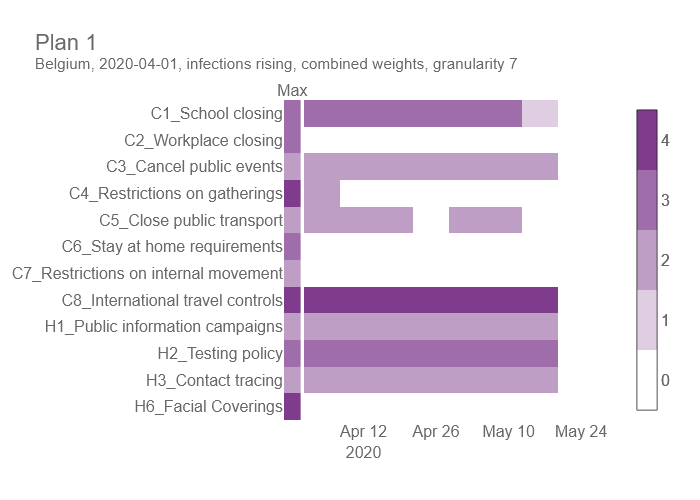 Plan 1
Belgium, 2020-04-01, infections rising, combined weights, granularity 7
Max
C1_School closing
C2_Workplace closing
C3_Cancel public events
C4_Restrictions on gatherings
C5_Close public transport
C6_Stay at home requirements
C7_Restrictions on internal movement
C8_International travel controls
H1_Public information campaigns
H2_Testing policy
H3_Contact tracing
H6_Facial Coverings
4
3
2
1
0
Apr 12 Apr 26 May 10 May 24
2020